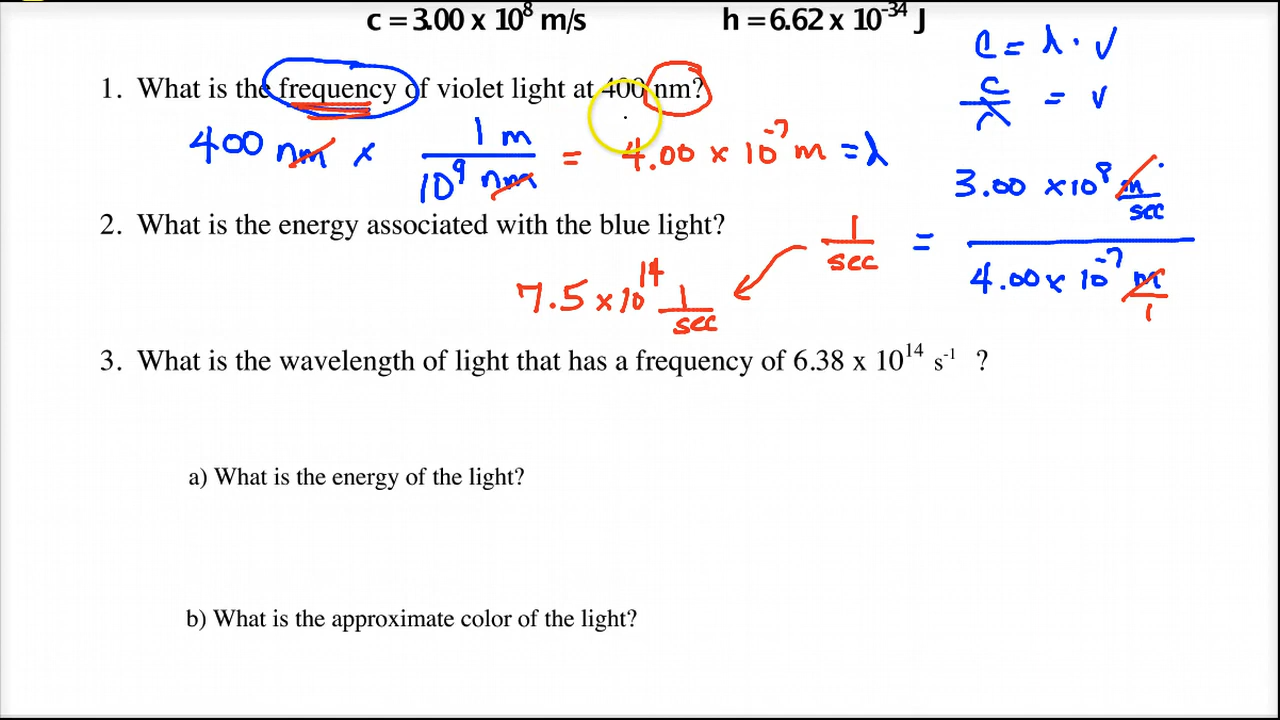 c = 3.00 x 10⁸ m/s h = 6.62 x 10⁻³⁴ J
c = λ · ν
1. What is the frequency of violet light at 400 nm?
c/λ = ν
400 nm x 1 m / 10⁹ nm = 4.00 x 10⁻⁷ m = λ
3.00 x 10⁸ m/sec
2. What is the energy associated with the blue light?
1/sec =
4.00 x 10⁻⁷ m/1
7.5 x 10¹⁴ 1/sec
3. What is the wavelength of light that has a frequency of 6.38 x 10¹⁴ s⁻¹ ?
a) What is the energy of the light?
b) What is the approximate color of the light?